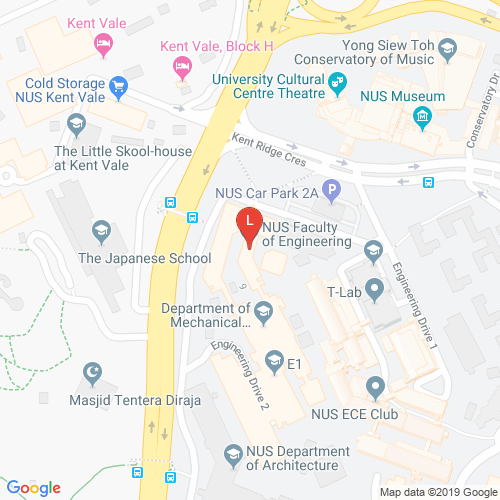 Kent Vale
Kent Vale, Block H
Yong Siew Toh
Conservatory of Music
Cold Storage
NUS Kent Vale
University Cultural
Centre Theatre
NUS Museum
Conservatory Dr
Kent Ridge Cres
The Little Skool-house
at Kent Vale
NUS Car Park 2A
P
L
NUS Faculty
of Engineering
The Japanese School
9
T-Lab
Engineering Drive 1
Department of
Mechanical...
Engineering Drive 2
E1
Masjid Tentera Diraja
NUS ECE Club
NUS Department
of Architecture
Google
Map data ©2019 Google